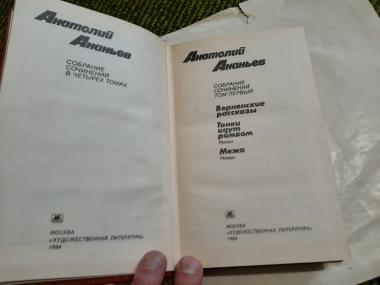 Анатолий
Ананьев
СОБРАНИЕ
СОЧИНЕНИЙ
В ЧЕТЫРЕХ ТОМАХ
МОСКВА
«ХУДОЖЕСТВЕННАЯ ЛИТЕРАТУРА»
1984
Анатолий
Ананьев
СОБРАНИЕ
СОЧИНЕНИЙ
ТОМ ПЕРВЫЙ
Верненские
рассказы
Танки
идут
ромбом
Роман
Межа
Роман
МОСКВА
«ХУДОЖЕСТВЕННАЯ ЛИТЕРАТУРА»
1984